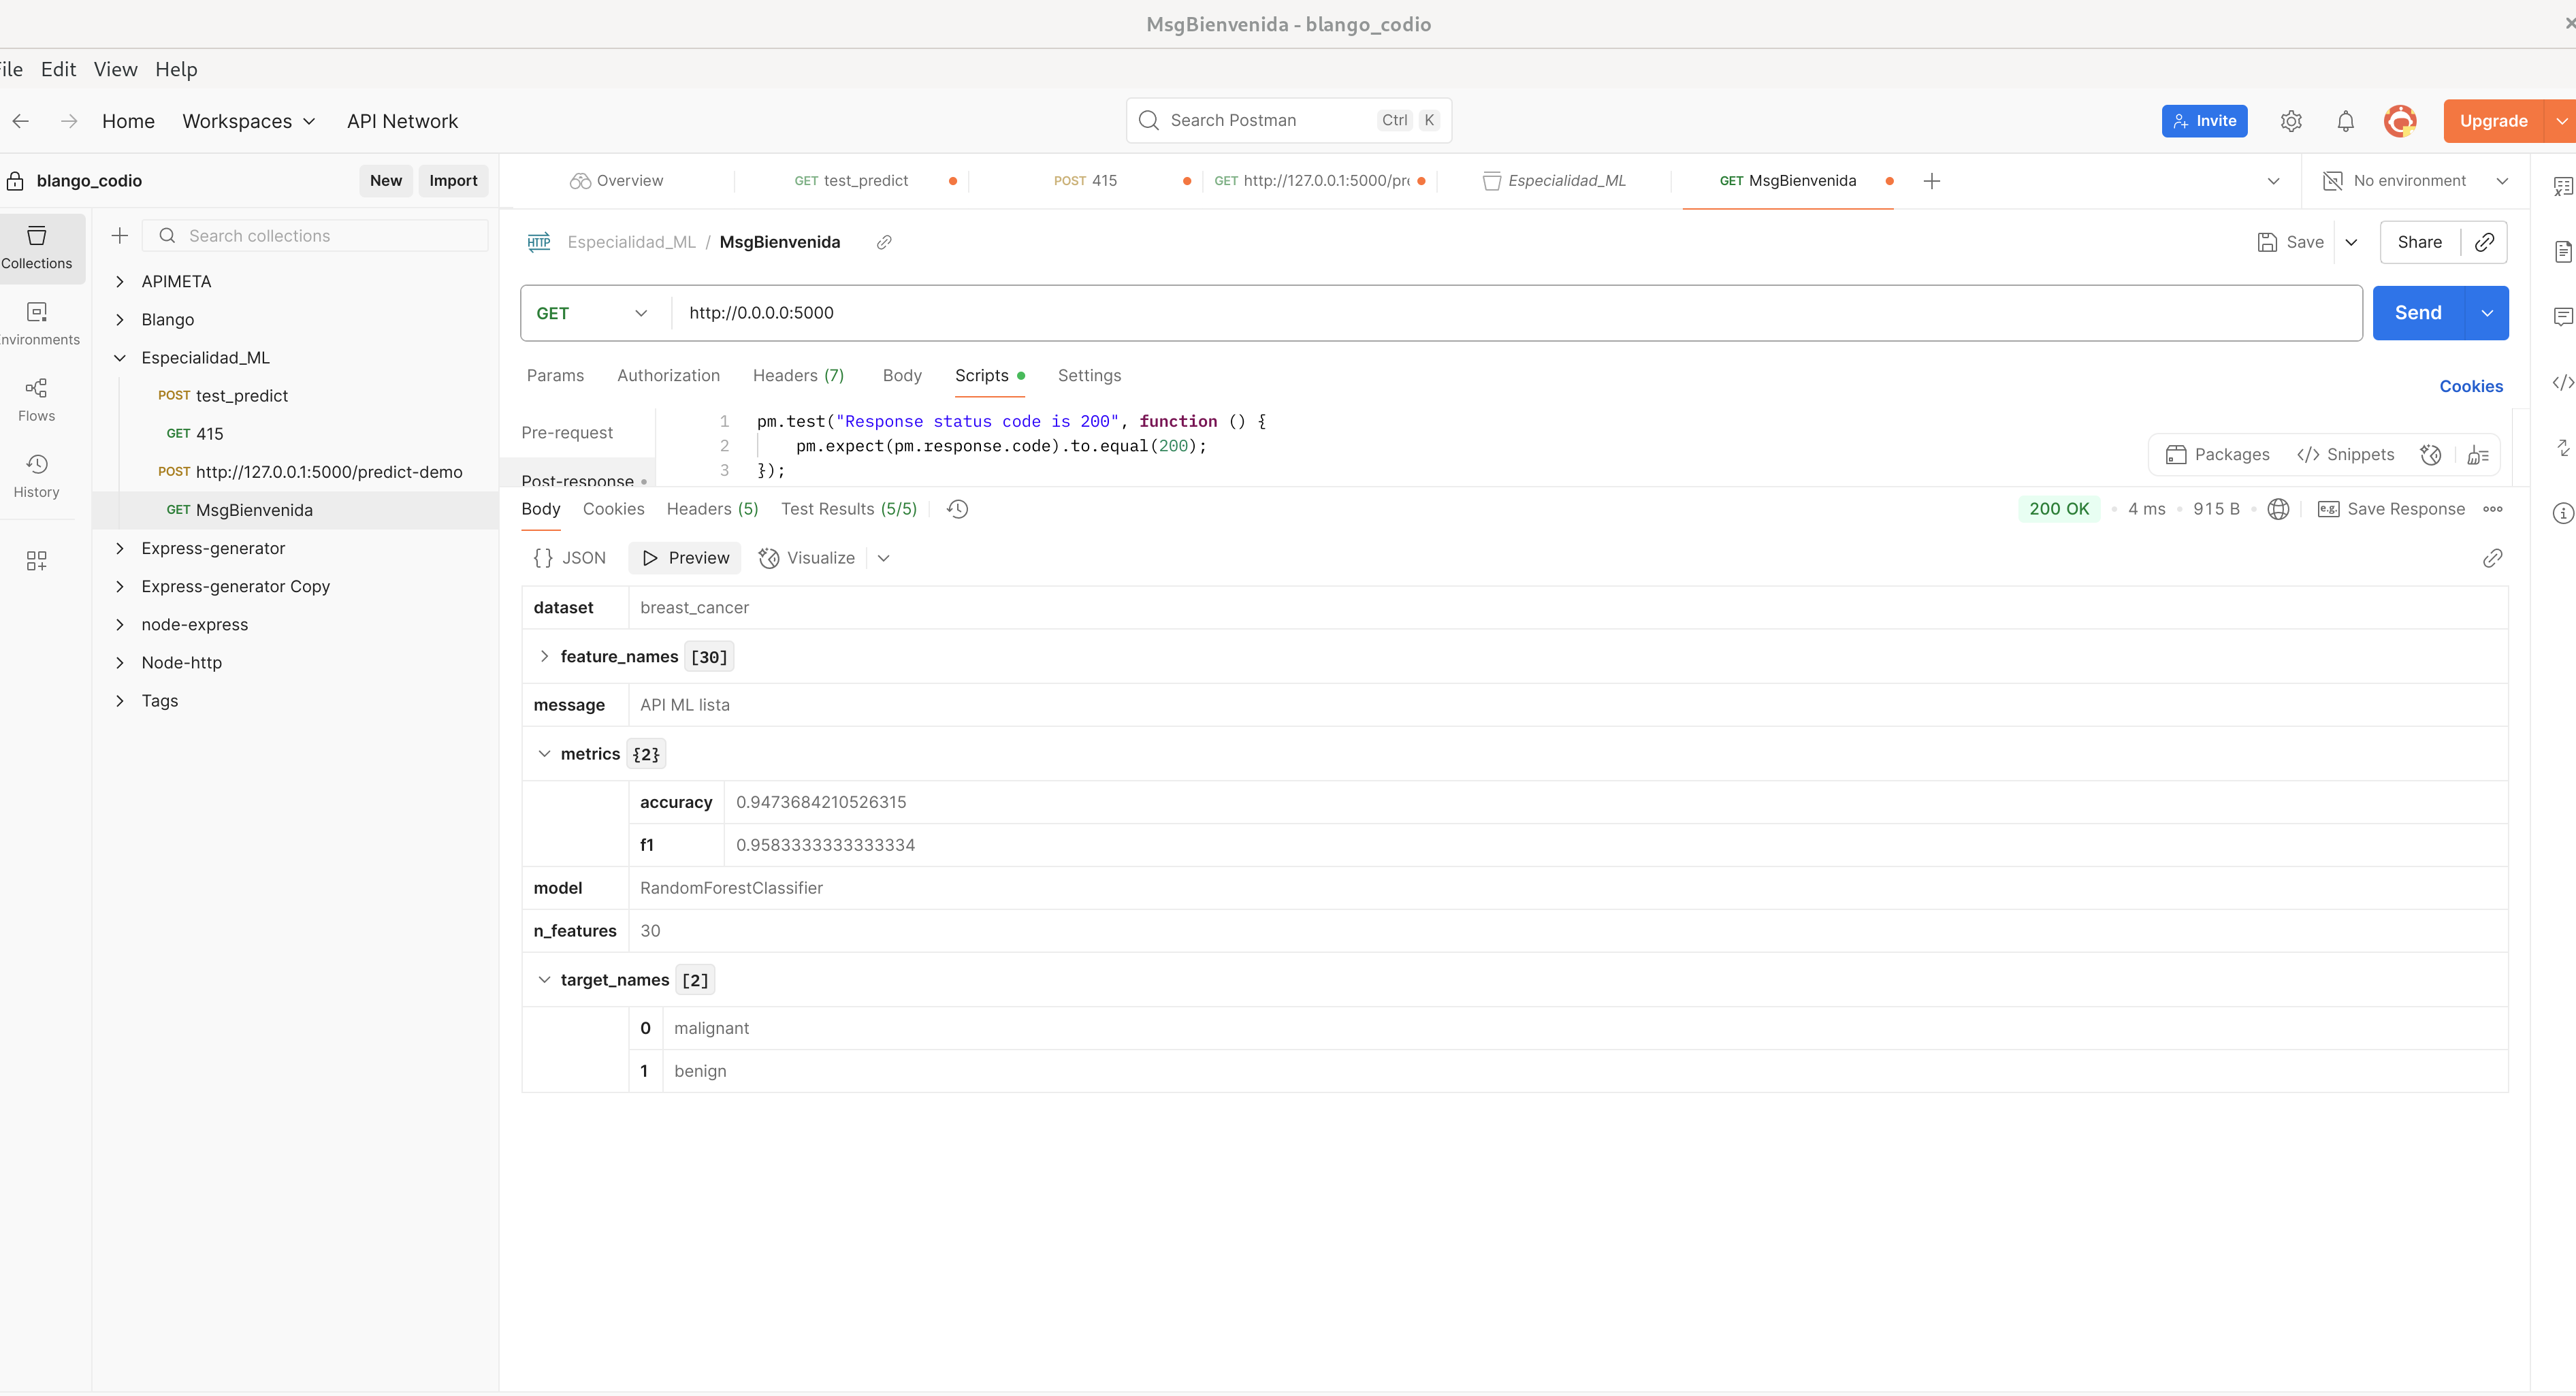 MsgBienvenida - blango_codio
File Edit View Help
Home Workspaces API Network
Search Postman Ctrl K
Invite Upgrade
blango_codio New Import
Overview GET test_predict POST 415 GET http://127.0.0.1:5000/pr Especialidad_ML GET MsgBienvenida No environment
Collections
Environments
Flows
History
Search collections
APIMETA
Blango
Especialidad_ML
POST test_predict
GET 415
POST http://127.0.0.1:5000/predict-demo
GET MsgBienvenida
Express-generator
Express-generator Copy
node-express
Node-http
Tags
HTTP Especialidad_ML / MsgBienvenida Save Share
GET http://0.0.0.0:5000 Send
Params Authorization Headers (7) Body Scripts Settings Cookies
Pre-request
Post-response
1 pm.test("Response status code is 200", function () {
2 pm.expect(pm.response.code).to.equal(200);
3 });
Packages </> Snippets
Body Cookies Headers (5) Test Results (5/5) 200 OK 4 ms 915 B e.g. Save Response
{} JSON Preview Visualize
dataset breast_cancer
feature_names [30]
message API ML lista
metrics {2}
accuracy 0.9473684210526315
f1 0.9583333333333334
model RandomForestClassifier
n_features 30
target_names [2]
0 malignant
1 benign